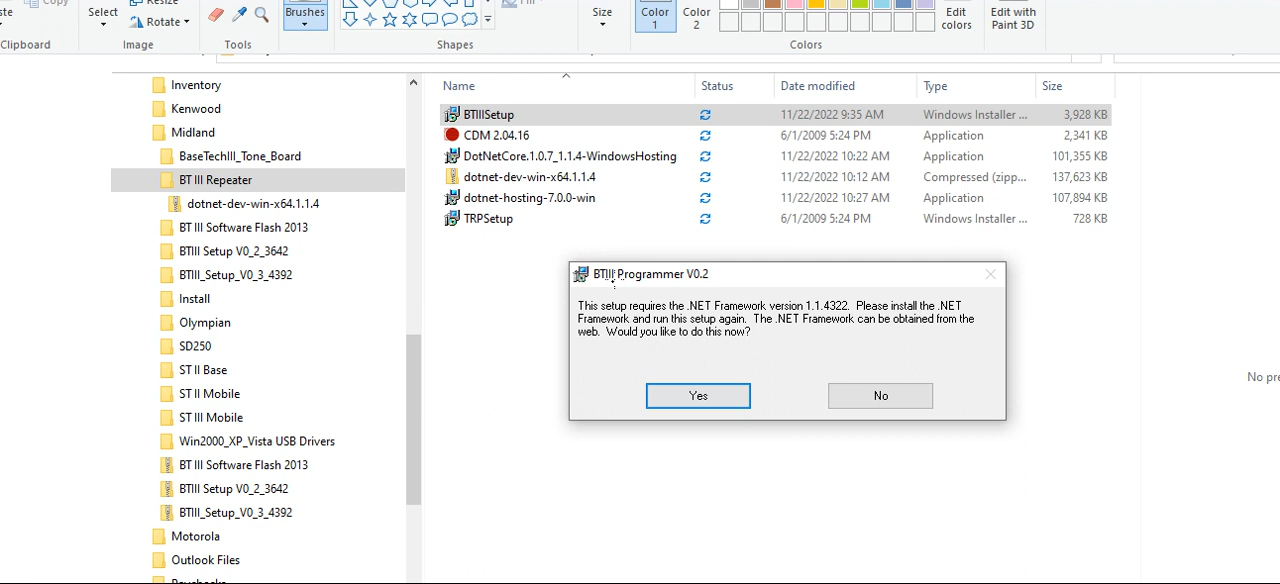 Copy
Resize
Rotate
Select
Brushes
Size
Color
1
Color
2
Edit
colors
Edit with
Paint 3D
Clipboard
Image
Tools
Shapes
Colors
Inventory
Kenwood
Midland
BaseTechIII_Tone_Board
BT III Repeater
dotnet-dev-win-x64.1.1.4
BT III Software Flash 2013
BTIII Setup V0_2_3642
BTIII_Setup_V0_3_4392
Install
Olympian
SD250
ST II Base
ST II Mobile
ST III Mobile
Win2000_XP_Vista USB Drivers
BT III Software Flash 2013
BTIII Setup V0_2_3642
BTIII_Setup_V0_3_4392
Motorola
Outlook Files
Name Status Date modified Type Size
BTIIISetup 11/22/2022 9:35 AM Windows Installer ... 3,928 KB
CDM 2.04.16 6/1/2009 5:24 PM Application 2,341 KB
DotNetCore.1.0.7_1.1.4-WindowsHosting 11/22/2022 10:22 AM Application 101,355 KB
dotnet-dev-win-x64.1.1.4 11/22/2022 10:12 AM Compressed (zipp... 137,623 KB
dotnet-hosting-7.0.0-win 11/22/2022 10:27 AM Application 107,894 KB
TRPSetup 6/1/2009 5:24 PM Windows Installer ... 728 KB
BTIII Programmer V0.2
This setup requires the .NET Framework version 1.1.4322. Please install the .NET
Framework and run this setup again. The .NET Framework can be obtained from the
web. Would you like to do this now?
Yes
No
No pre